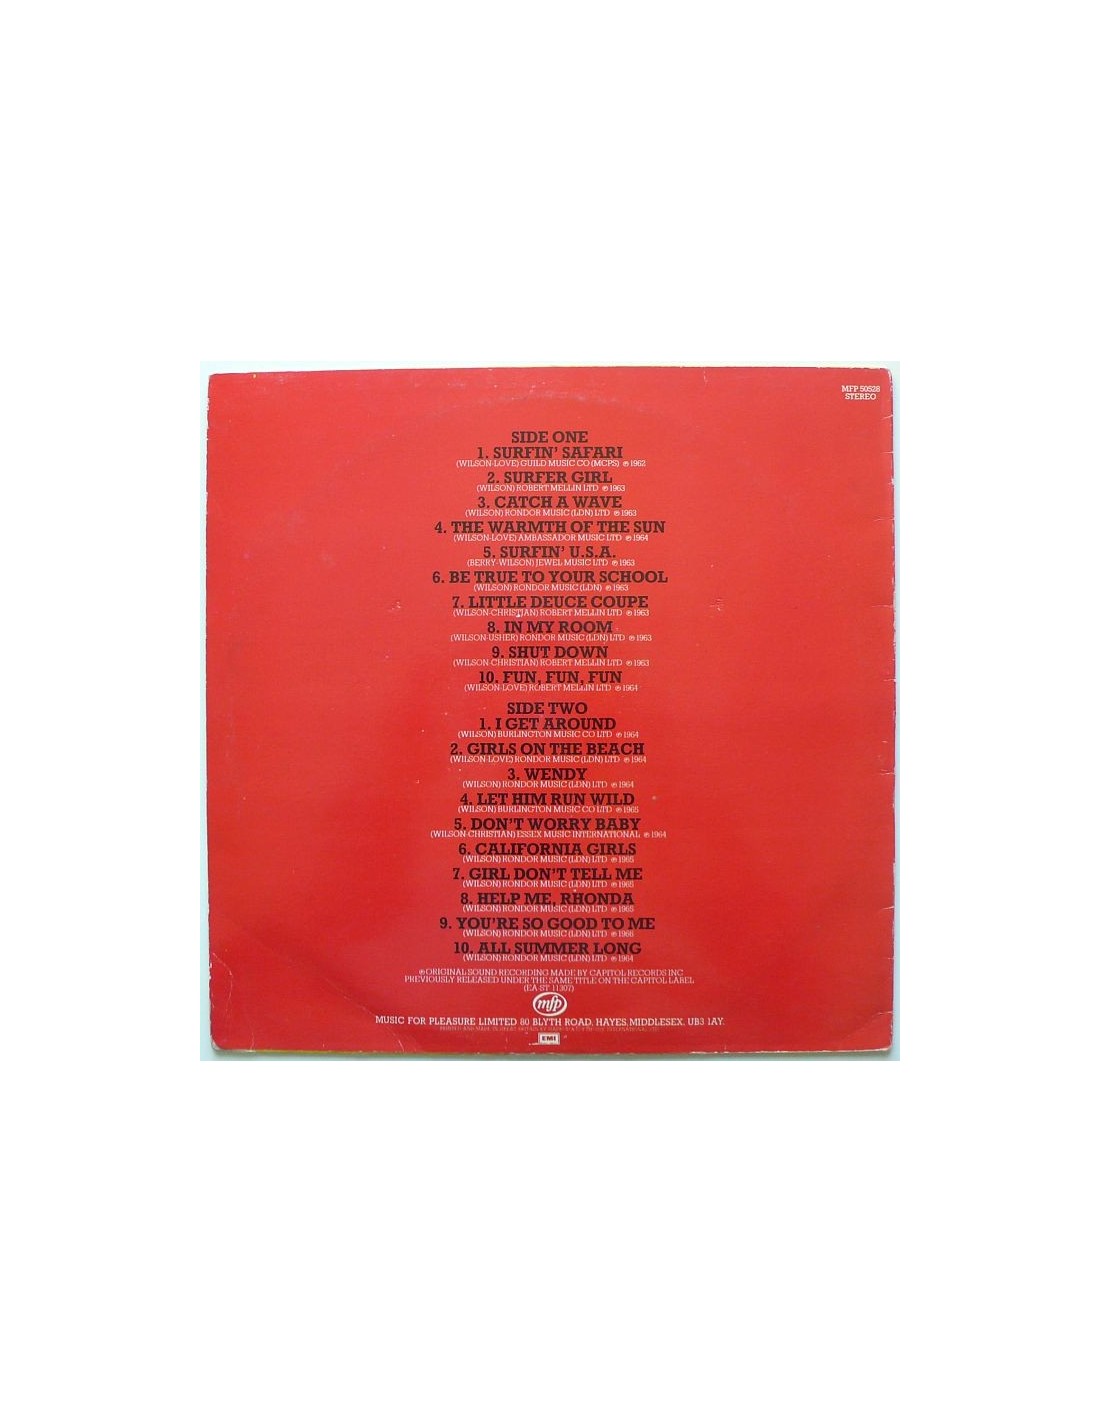 MFP 50528
STEREO
SIDE ONE
1. SURFIN' SAFARI
(WILSON-LOVE) GUILD MUSIC CO (MCPS) ℗ 1962
2. SURFER GIRL
(WILSON) ROBERT MELLIN LTD ℗ 1963
3. CATCH A WAVE
(WILSON) RONDOR MUSIC (LDN) LTD ℗ 1963
4. THE WARMTH OF THE SUN
(WILSON-LOVE) AMBASSADOR MUSIC LTD ℗ 1964
5. SURFIN' U.S.A.
(BERRY-WILSON) JEWEL MUSIC LTD ℗ 1963
6. BE TRUE TO YOUR SCHOOL
(WILSON) RONDOR MUSIC (LDN) ℗ 1963
7. LITTLE DEUCE COUPE
(WILSON-CHRISTIAN) ROBERT MELLIN LTD ℗ 1963
8. IN MY ROOM
(WILSON-USHER) RONDOR MUSIC (LDN) LTD ℗ 1963
9. SHUT DOWN
(WILSON-CHRISTIAN) ROBERT MELLIN LTD ℗ 1963
10. FUN, FUN, FUN
(WILSON-LOVE) ROBERT MELLIN LTD ℗ 1964
SIDE TWO
1. I GET AROUND
(WILSON) BURLINGTON MUSIC CO LTD ℗ 1964
2. GIRLS ON THE BEACH
(WILSON-LOVE) RONDOR MUSIC (LDN) LTD ℗ 1964
3. WENDY
(WILSON) RONDOR MUSIC (LDN) LTD ℗ 1964
4. LET HIM RUN WILD
(WILSON) BURLINGTON MUSIC CO LTD ℗ 1965
5. DON'T WORRY BABY
(WILSON-CHRISTIAN) ESSEX MUSIC INTERNATIONAL ℗ 1964
6. CALIFORNIA GIRLS
(WILSON) RONDOR MUSIC (LDN) LTD ℗ 1965
7. GIRL DON'T TELL ME
(WILSON) RONDOR MUSIC (LDN) LTD ℗ 1965
8. HELP ME, RHONDA
(WILSON) RONDOR MUSIC (LDN) LTD ℗ 1965
9. YOU'RE SO GOOD TO ME
(WILSON) RONDOR MUSIC (LDN) LTD ℗ 1966
10. ALL SUMMER LONG
(WILSON) RONDOR MUSIC (LDN) LTD ℗ 1964
℗ ORIGINAL SOUND RECORDING MADE BY CAPITOL RECORDS INC
PREVIOUSLY RELEASED UNDER THE SAME TITLE ON THE CAPITOL LABEL
(EA-ST 11307)
mfp
MUSIC FOR PLEASURE LIMITED 80 BLYTH ROAD, HAYES, MIDDLESEX, UB3 1AY.
EMI